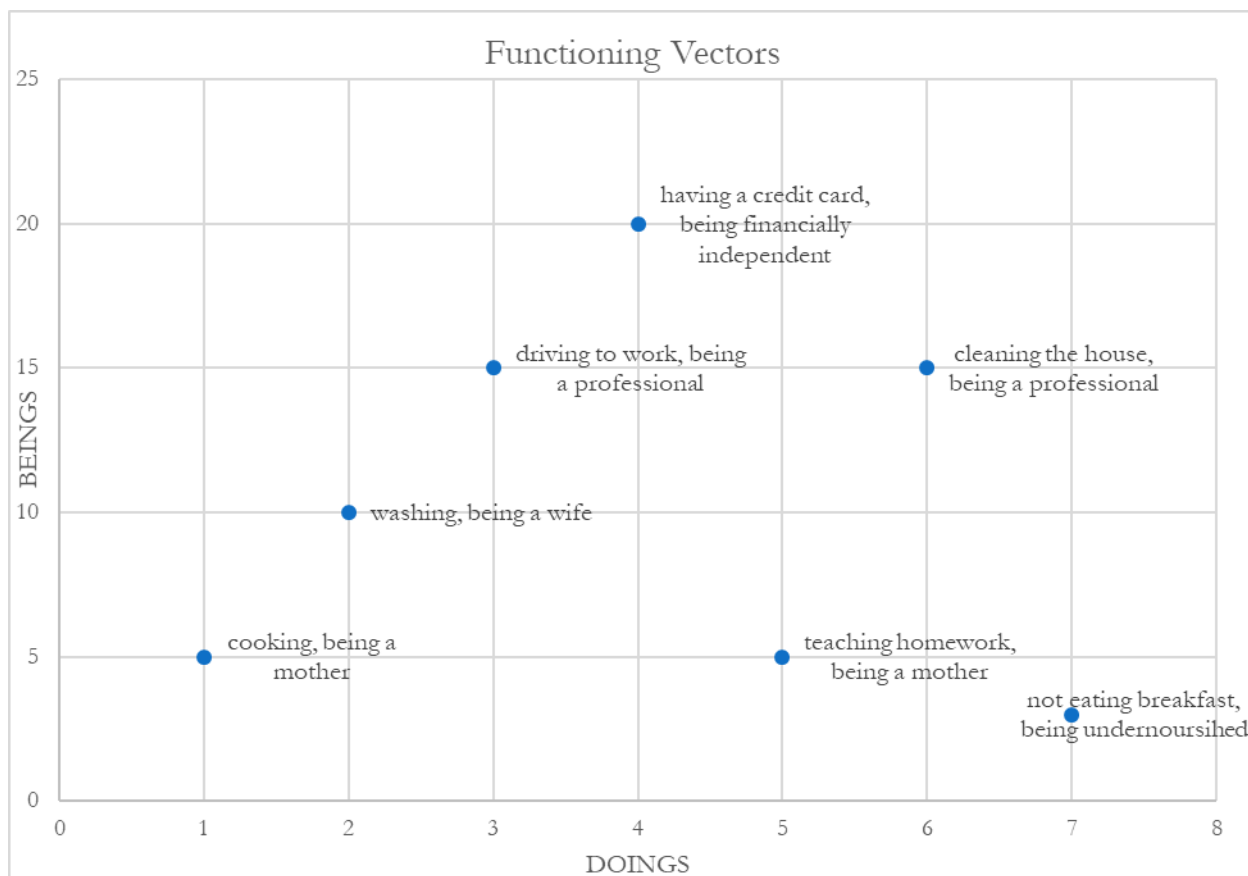 Functioning Vectors
25
20
15
10
5
0
BEINGS
having a credit card,
being financially
independent
driving to work, being
a professional
cleaning the house,
being a professional
washing, being a wife
cooking, being a
mother
teaching homework,
being a mother
not eating breakfast,
being undernoursihed
0 1 2 3 4 5 6 7 8
DOINGS